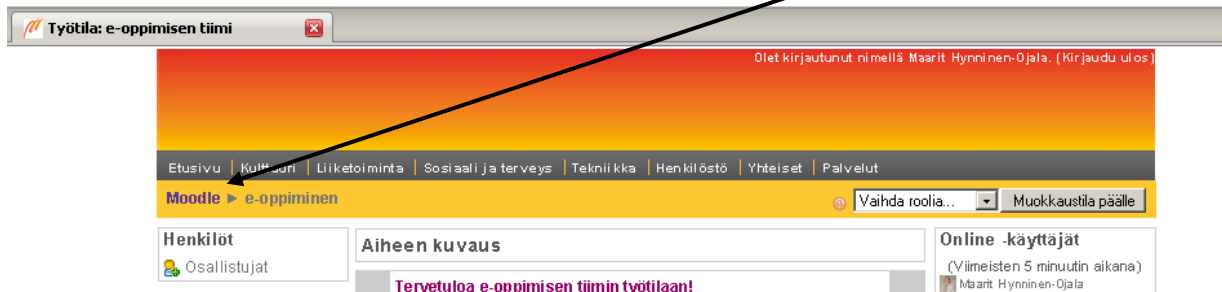 Työtila: e-oppimisen tiimi
Olet kirjautunut nimellä Maarit Hynninen-Ojala. (Kirjaudu ulos)
Etusivu | Kulttuuri | Liiketoiminta | Sosiaali ja terveys | Tekniikka | Henkilöstö | Yhteiset | Palvelut
Moodle ► e-oppiminen
Vaihda roolia... Muokkaustila päälle
Henkilöt
Osallistujat
Aiheen kuvaus
Tervetuloa e-oppimisen tiimin työtilaan!
Online -käyttäjät
(Viimeisten 5 minuutin aikana)
Maarit Hynninen-Ojala